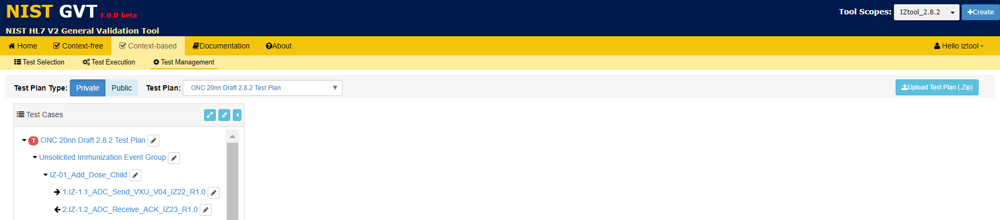 NIST GVT 1.0.0-beta
Tool Scopes: IZtool_2.8.2 Create
NIST HL7 V2 General Validation Tool
Home Context-free Context-based Documentation About Hello iztool
Test Selection Test Execution Test Management
Test Plan Type: Private Public Test Plan: ONC 20nn Draft 2.8.2 Test Plan Upload Test Plan (.Zip)
Test Cases
T ONC 20nn Draft 2.8.2 Test Plan
Unsolicited Immunization Event Group
IZ-01_Add_Dose_Child
1.IZ-1.1_ADC_Send_VXU_V04_IZ22_R1.0
2.IZ-1.2_ADC_Receive_ACK_IZ23_R1.0